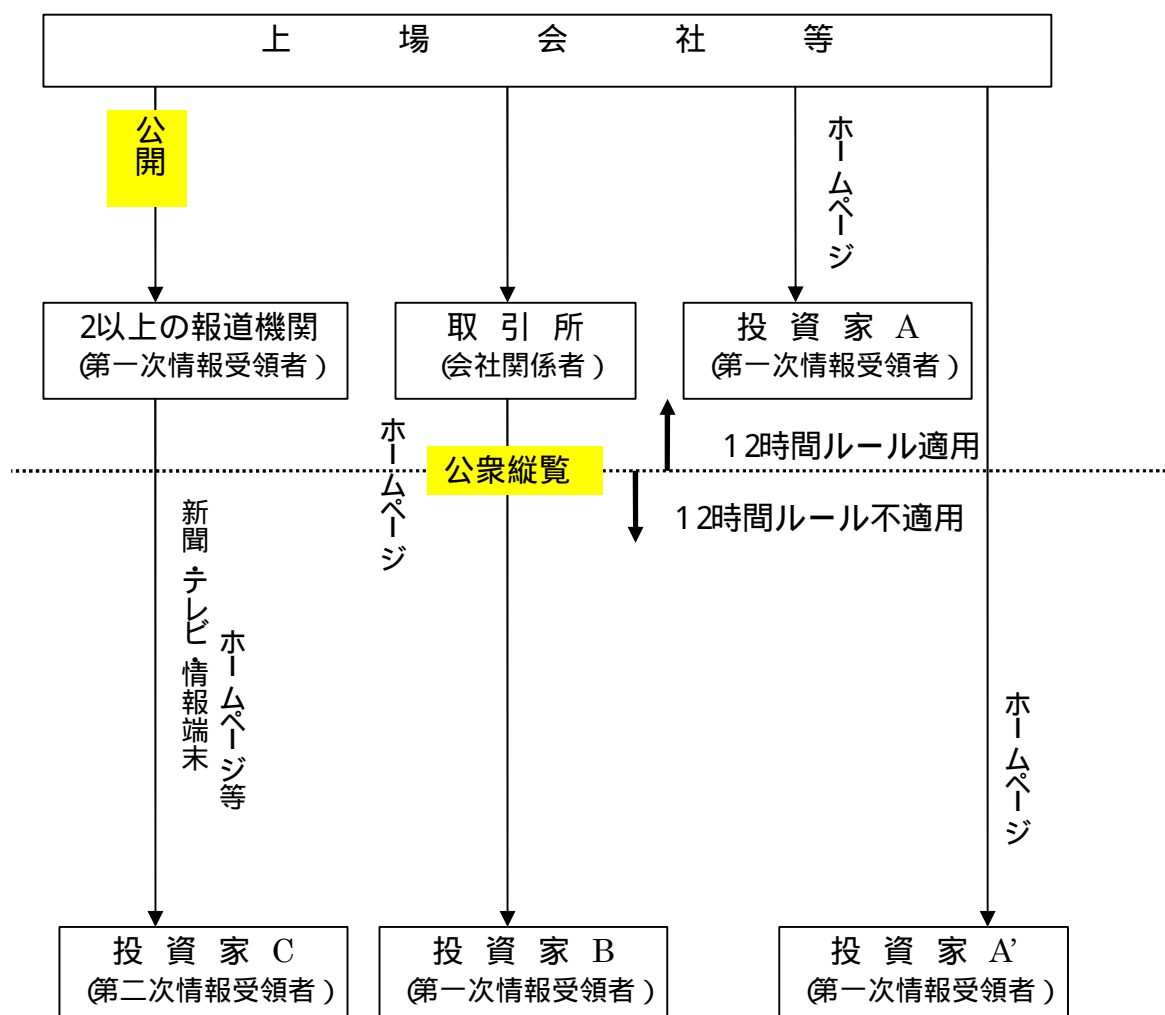 上場会社等
公開
ホームページ
2以上の報道機関
(第一次情報受領者)
取引所
(会社関係者)
投資家 A
(第一次情報受領者)
ホームページ
12時間ルール適用
公衆縦覧
12時間ルール不適用
新聞・テレビ・情報端末
ホームページ等
ホームページ
投資家 C
(第二次情報受領者)
投資家 B
(第一次情報受領者)
投資家 A’
(第一次情報受領者)